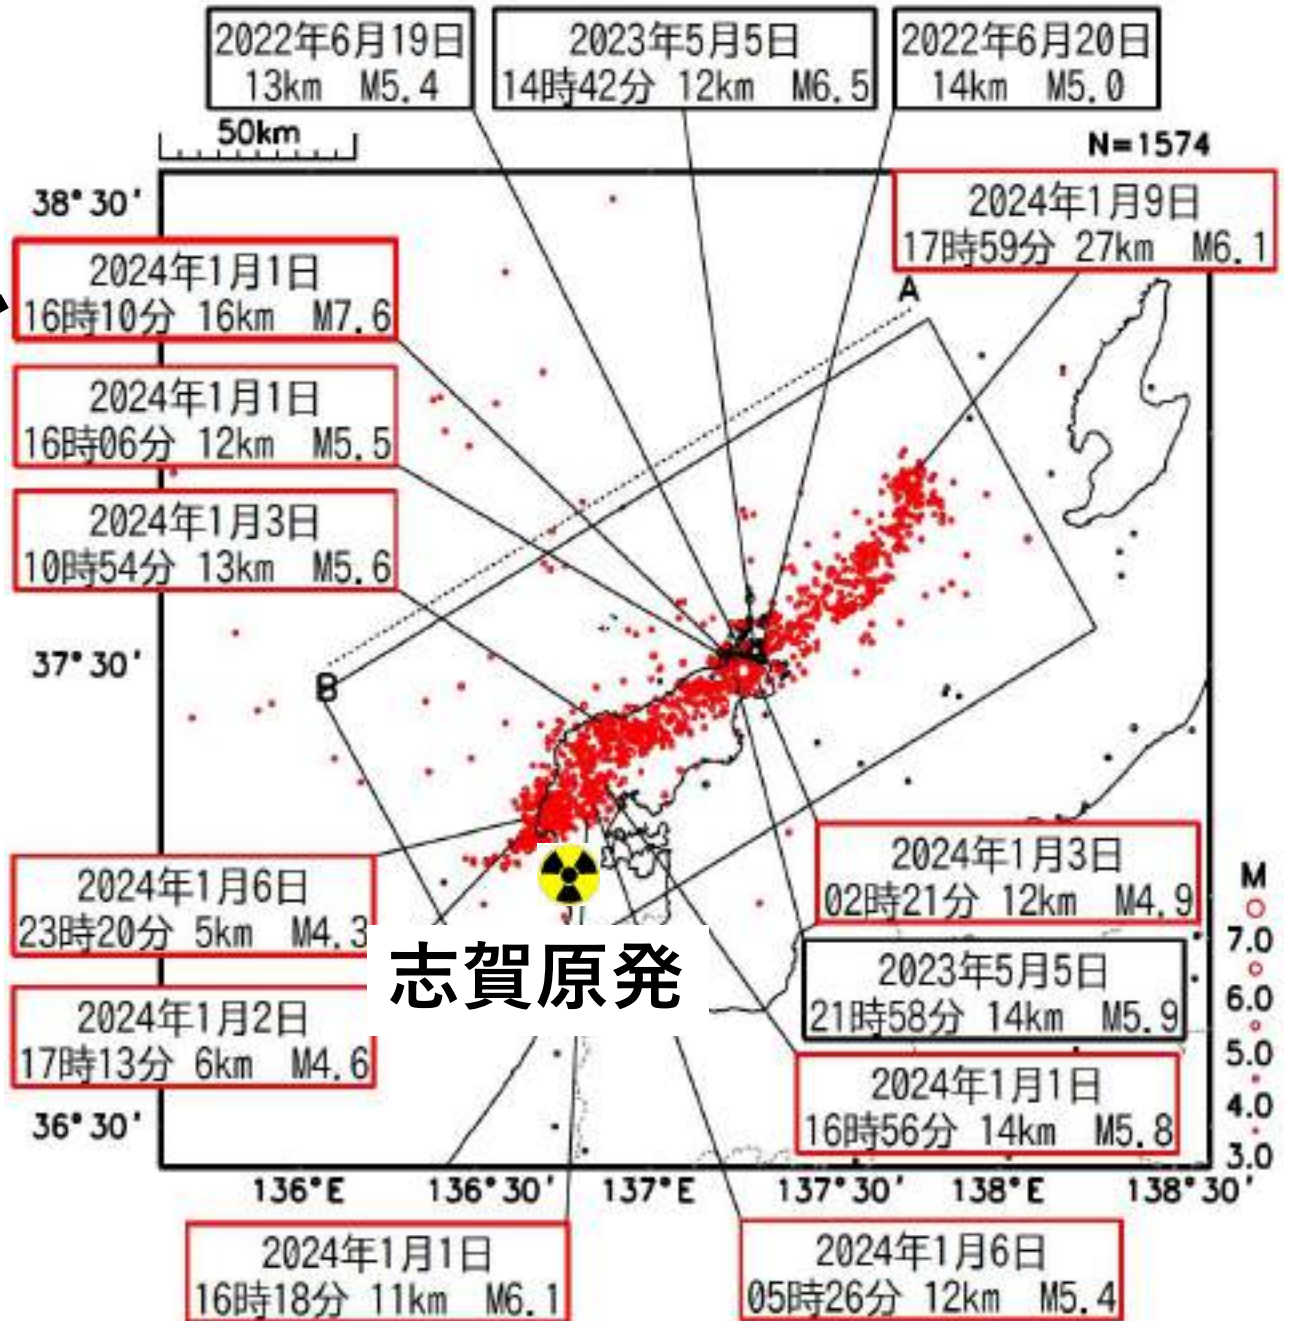 2022年6月19日
13km M5.4
2023年5月5日
14時42分 12km M6.5
2022年6月20日
14km M5.0
50km
N=1574
38°30′
2024年1月9日
17時59分 27km M6.1
2024年1月1日
16時10分 16km M7.6
A
2024年1月1日
16時06分 12km M5.5
2024年1月3日
10時54分 13km M5.6
37°30′
B
2024年1月3日
02時21分 12km M4.9
2024年1月6日
23時20分 5km M4.3
志賀原発
2023年5月5日
21時58分 14km M5.9
2024年1月2日
17時13分 6km M4.6
2024年1月1日
16時56分 14km M5.8
M
7.0
6.0
5.0
4.0
3.0
36°30′
136°E
136°30′
137°E
137°30′
138°E
138°30′
2024年1月1日
16時18分 11km M6.1
2024年1月6日
05時26分 12km M5.4